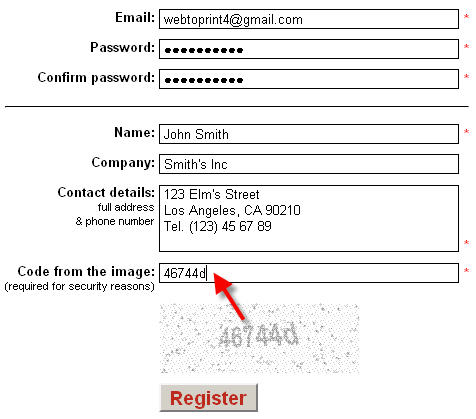 Email: webtoprint4@gmail.com *
Password: ●●●●●●●●●● *
Confirm password: ●●●●●●●●●● *
Name: John Smith *
Company: Smith's Inc
Contact details: 123 Elm's Street
full address Los Angeles, CA 90210
& phone number Tel. (123) 45 67 89
*
Code from the image: 46744d *
(required for security reasons)
46744d
Register